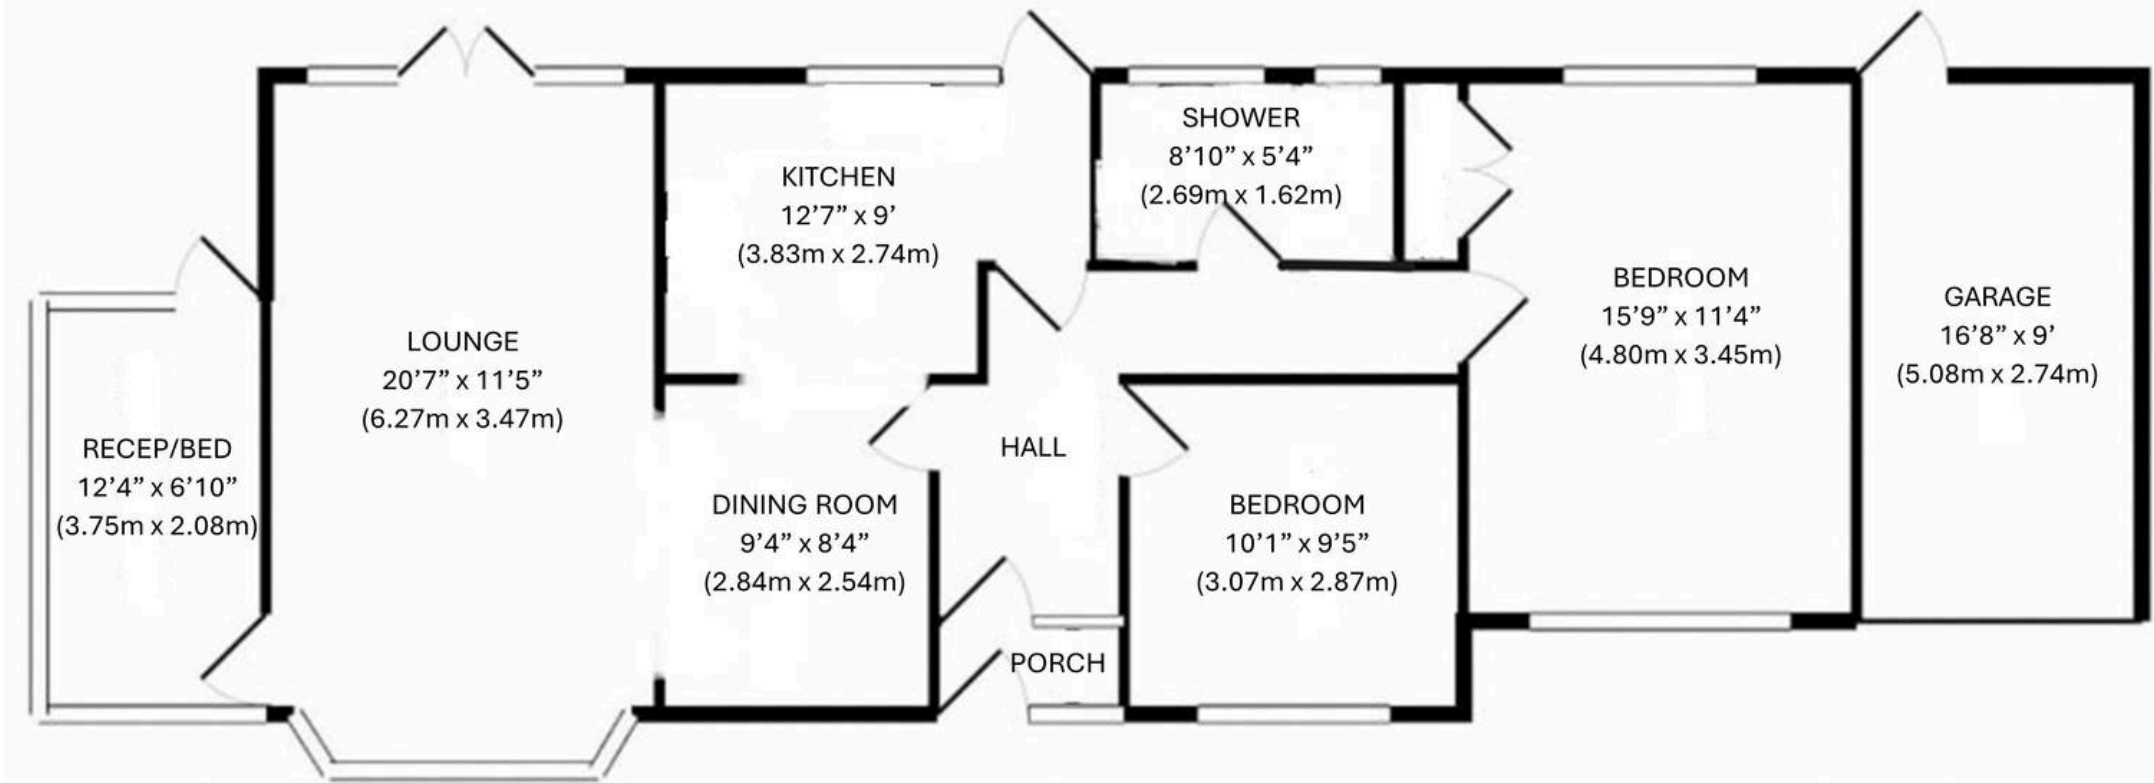 KITCHEN
12’7” x 9’
(3.83m x 2.74m)
SHOWER
8’10” x 5’4”
(2.69m x 1.62m)
LOUNGE
20’7” x 11’5”
(6.27m x 3.47m)
BEDROOM
15’9” x 11’4”
(4.80m x 3.45m)
GARAGE
16’8” x 9’
(5.08m x 2.74m)
RECEP/BED
12’4” x 6’10”
(3.75m x 2.08m)
DINING ROOM
9’4” x 8’4”
(2.84m x 2.54m)
HALL
BEDROOM
10’1” x 9’5”
(3.07m x 2.87m)
PORCH